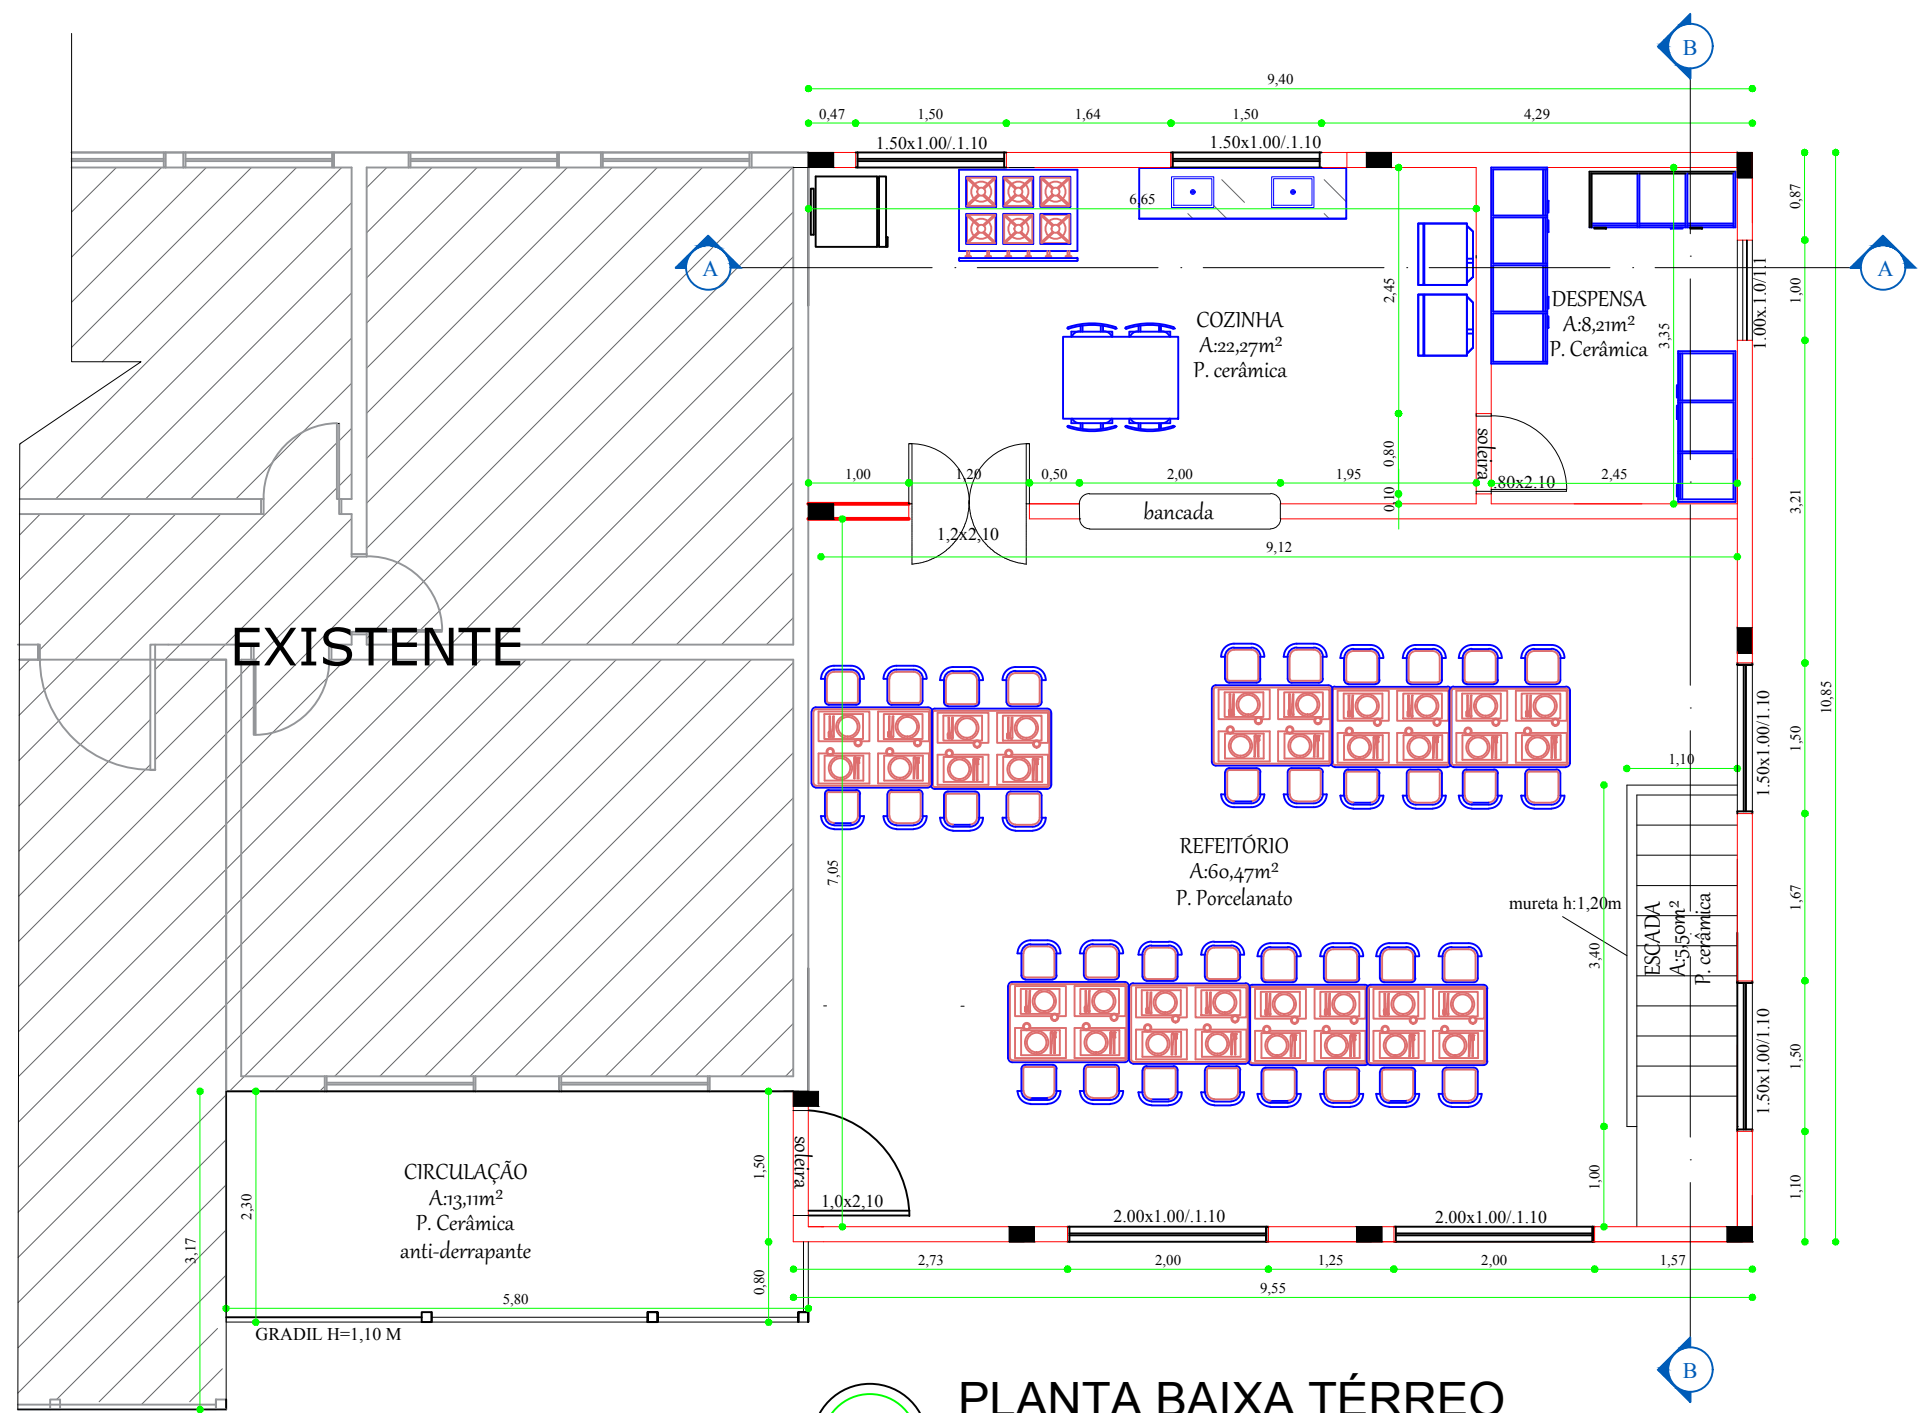 B
9,40
0,47
1,50
1,64
1,50
4,29
1.50x1.00/.1.10
1.50x1.00/.1.10
6,65
0,87
A
A
2,45
3,35
1.00x1.0/1.1
1,00
COZINHA
A:22,27m²
P. cerâmica
DESPENSA
A:8,21m²
P. Cerâmica
soleira
0,80
0,10
1,00
1,20
0,50
2,00
1,95
.80x2.10
2,45
3,21
bancada
1,2x2,10
9,12
EXISTENTE
10,85
1.50x1.00/1.10
1,50
1,10
7,05
REFEITÓRIO
A:60,47m²
P. Porcelanato
mureta h:1,20m
3,40
ESCADA
A:5,50m²
P. cerâmica
1,67
1.50x1.00/1.10
1,50
CIRCULAÇÃO
A:13,11m²
P. Cerâmica
anti-derrapante
2,30
3,17
1,50
0,80
soleira
1,0x2,10
1,00
1,10
2.00x1.00/.1.10
2.00x1.00/.1.10
2,73
2,00
1,25
2,00
1,57
9,55
5,80
GRADIL H=1,10 M
B
PLANTA BAIXA TÉRREO